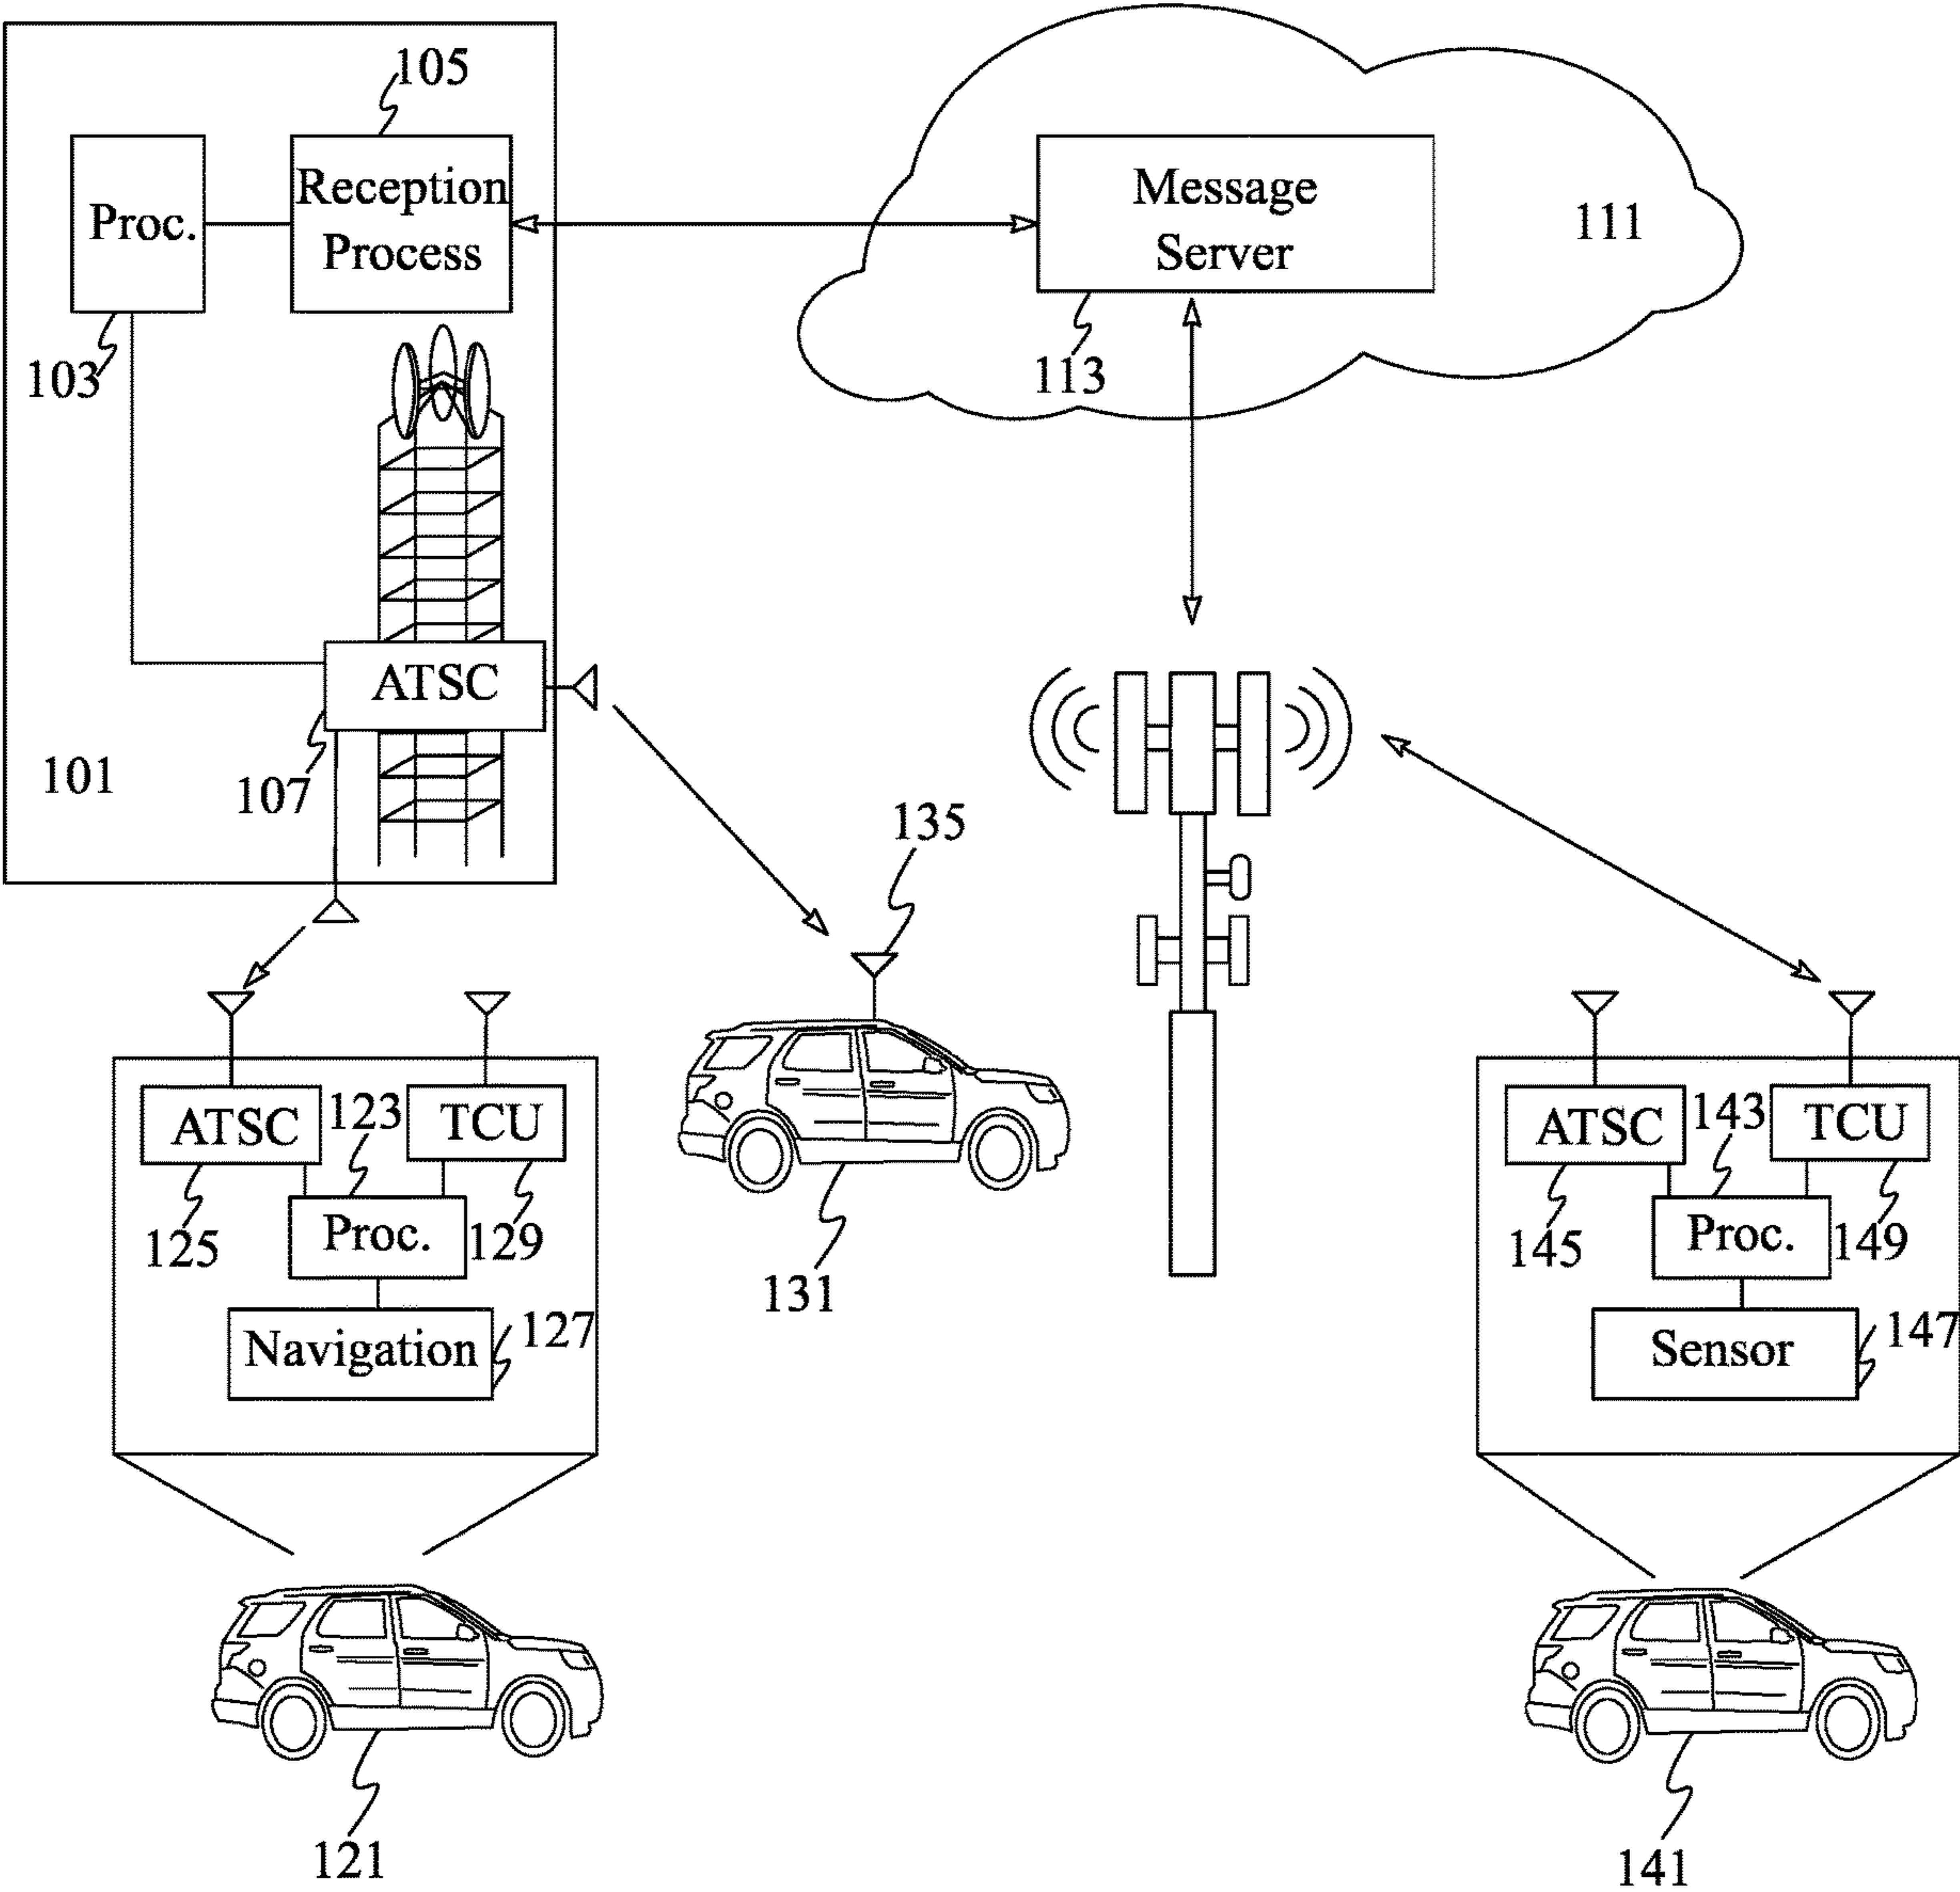 105
Proc.
Reception
Process
Message
Server
111
103
113
ATSC
101
107
135
ATSC
123
TCU
125
Proc.
129
Navigation
127
131
ATSC
143
TCU
145
Proc.
149
Sensor
147
121
141